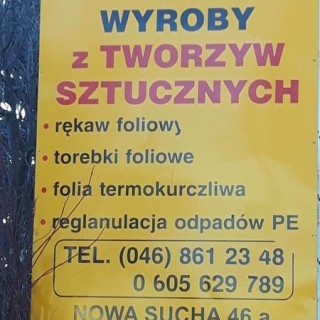 WYROBY
z TWORZYW
SZTUCZNYCH
• rękaw foliowy
• torebki foliowe
• folia termokurczliwa
• reglanulacja odpadów PE
TEL. (046) 861 23 48
0 605 629 789
NOWA SUCHA 46 a